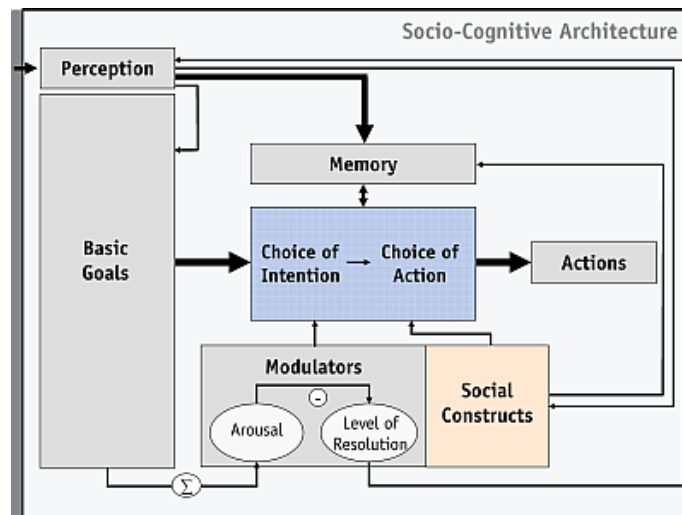 Socio-Cognitive Architecture
Perception
Memory
Basic
Goals
Choice of
Intention
Choice of
Action
Actions
Modulators
-
Arousal
Level of
Resolution
Social
Constructs
Σ